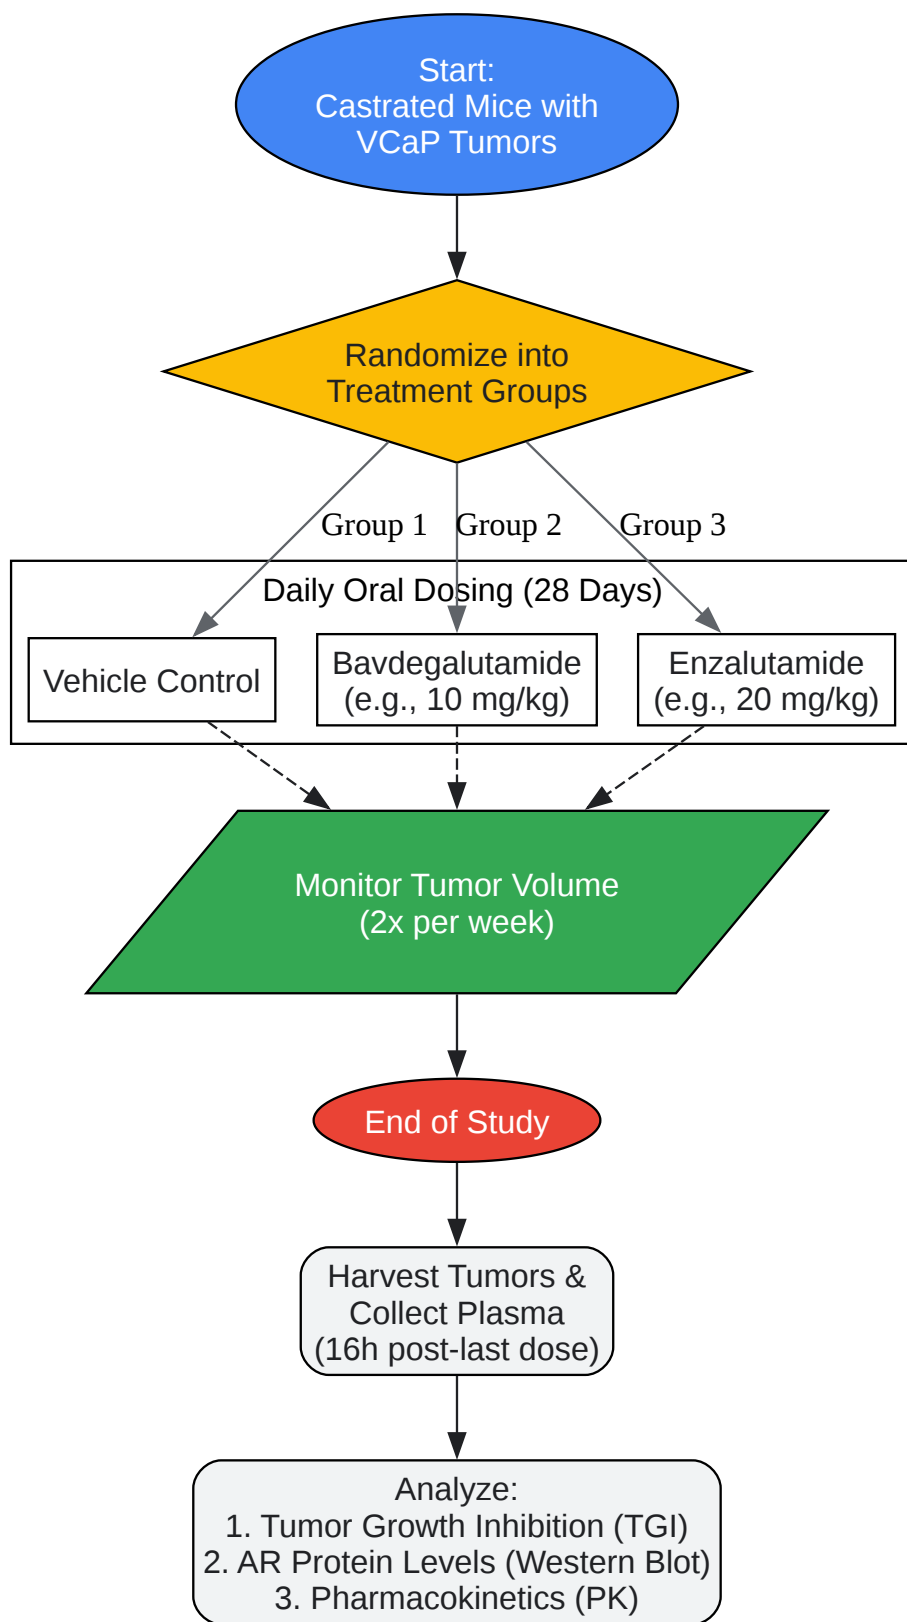 Start:
Castrated Mice with
VCaP Tumors
Randomize into
Treatment Groups
Group 1
Group 2
Group 3
Daily Oral Dosing (28 Days)
Vehicle Control
Bavdegalutamide
(e.g., 10 mg/kg)
Enzalutamide
(e.g., 20 mg/kg)
Monitor Tumor Volume
(2x per week)
End of Study
Harvest Tumors &
Collect Plasma
(16h post-last dose)
Analyze:
1. Tumor Growth Inhibition (TGI)
2. AR Protein Levels (Western Blot)
3. Pharmacokinetics (PK)